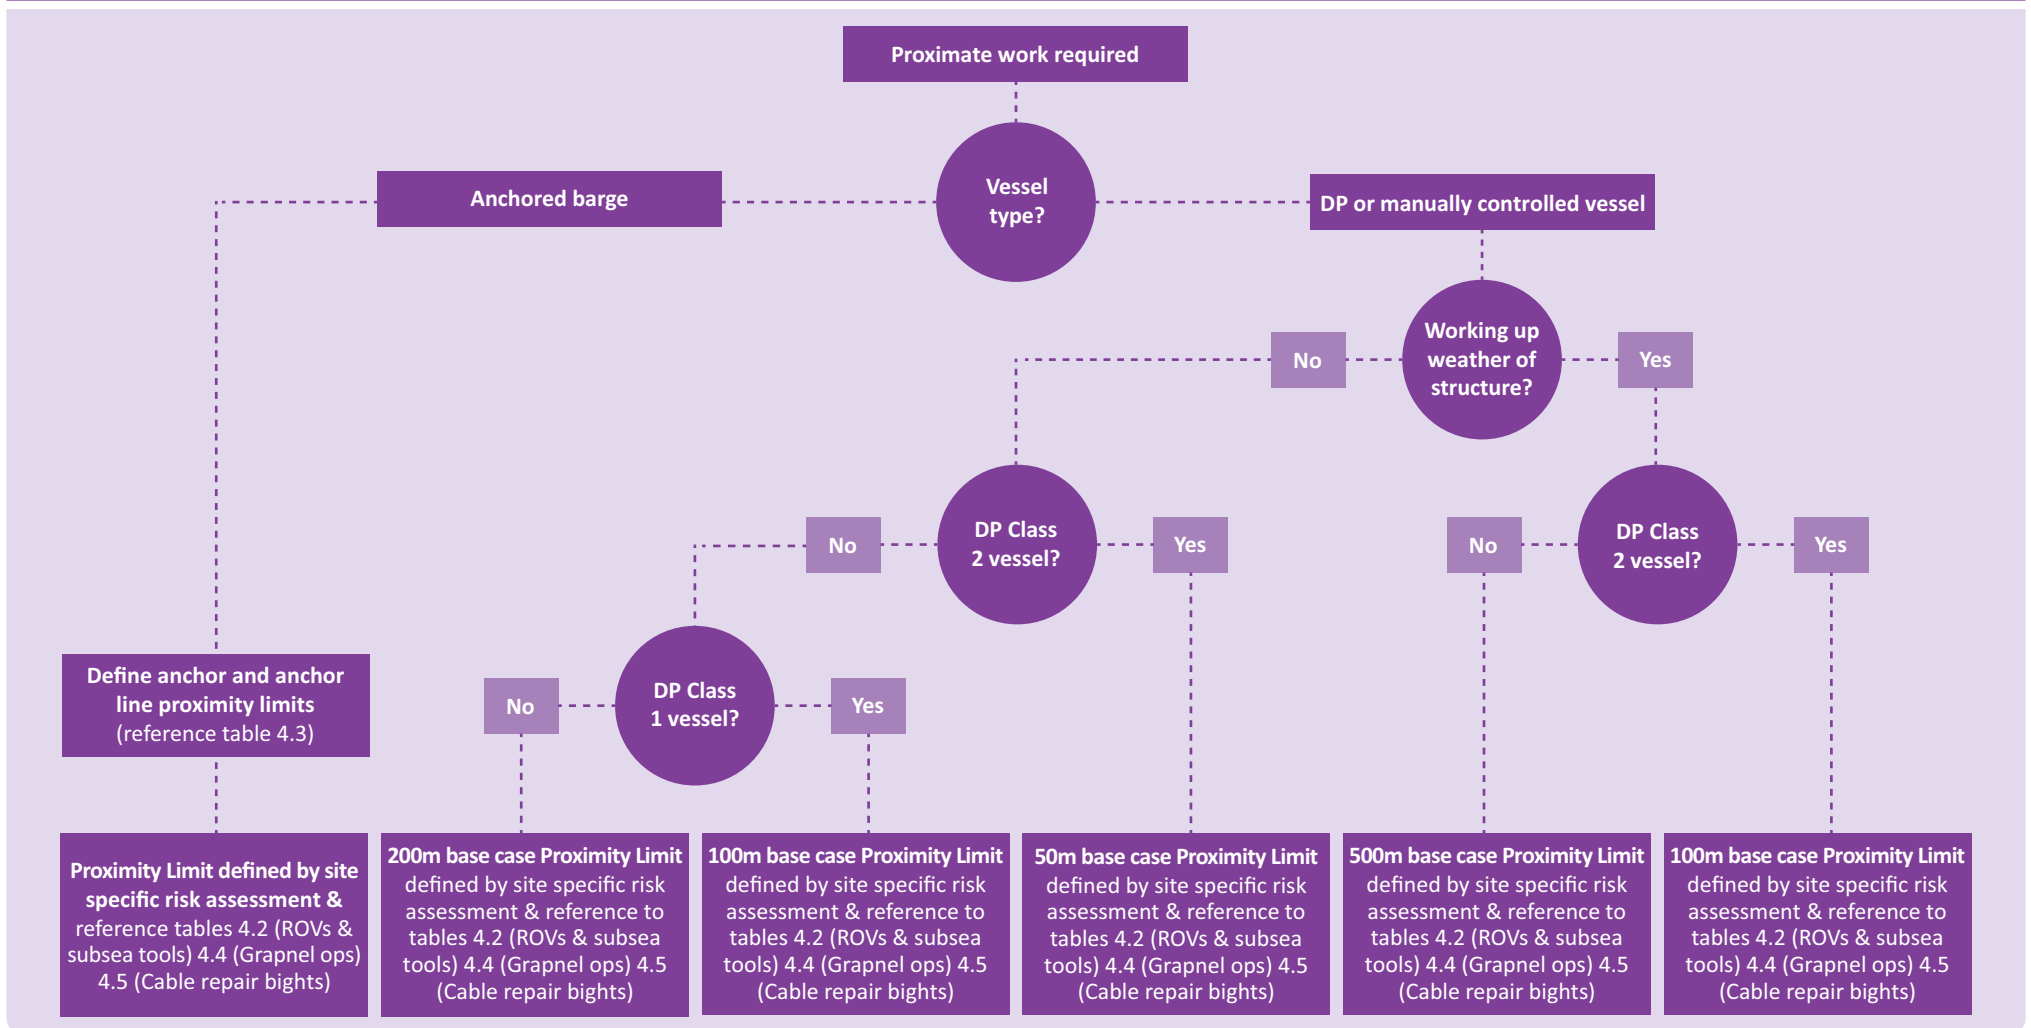 Proximate work required
Vessel
type?
Anchored barge
DP or manually controlled vessel
Working up
weather of
structure?
No
Yes
DP Class
2 vessel?
No
Yes
DP Class
2 vessel?
No
Yes
DP Class
1 vessel?
No
Yes
Define anchor and anchor
line proximity limits
(reference table 4.3)
Proximity Limit defined by site
specific risk assessment &
reference tables 4.2 (ROVs &
subsea tools) 4.4 (Grapnel ops)
4.5 (Cable repair bights)
200m base case Proximity Limit
defined by site specific risk
assessment & reference to
tables 4.2 (ROVs & subsea
tools) 4.4 (Grapnel ops) 4.5
(Cable repair bights)
100m base case Proximity Limit
defined by site specific risk
assessment & reference to
tables 4.2 (ROVs & subsea
tools) 4.4 (Grapnel ops) 4.5
(Cable repair bights)
50m base case Proximity Limit
defined by site specific risk
assessment & reference to
tables 4.2 (ROVs & subsea
tools) 4.4 (Grapnel ops) 4.5
(Cable repair bights)
500m base case Proximity Limit
defined by site specific risk
assessment & reference to
tables 4.2 (ROVs & subsea
tools) 4.4 (Grapnel ops) 4.5
(Cable repair bights)
100m base case Proximity Limit
defined by site specific risk
assessment & reference to
tables 4.2 (ROVs & subsea
tools) 4.4 (Grapnel ops) 4.5
(Cable repair bights)